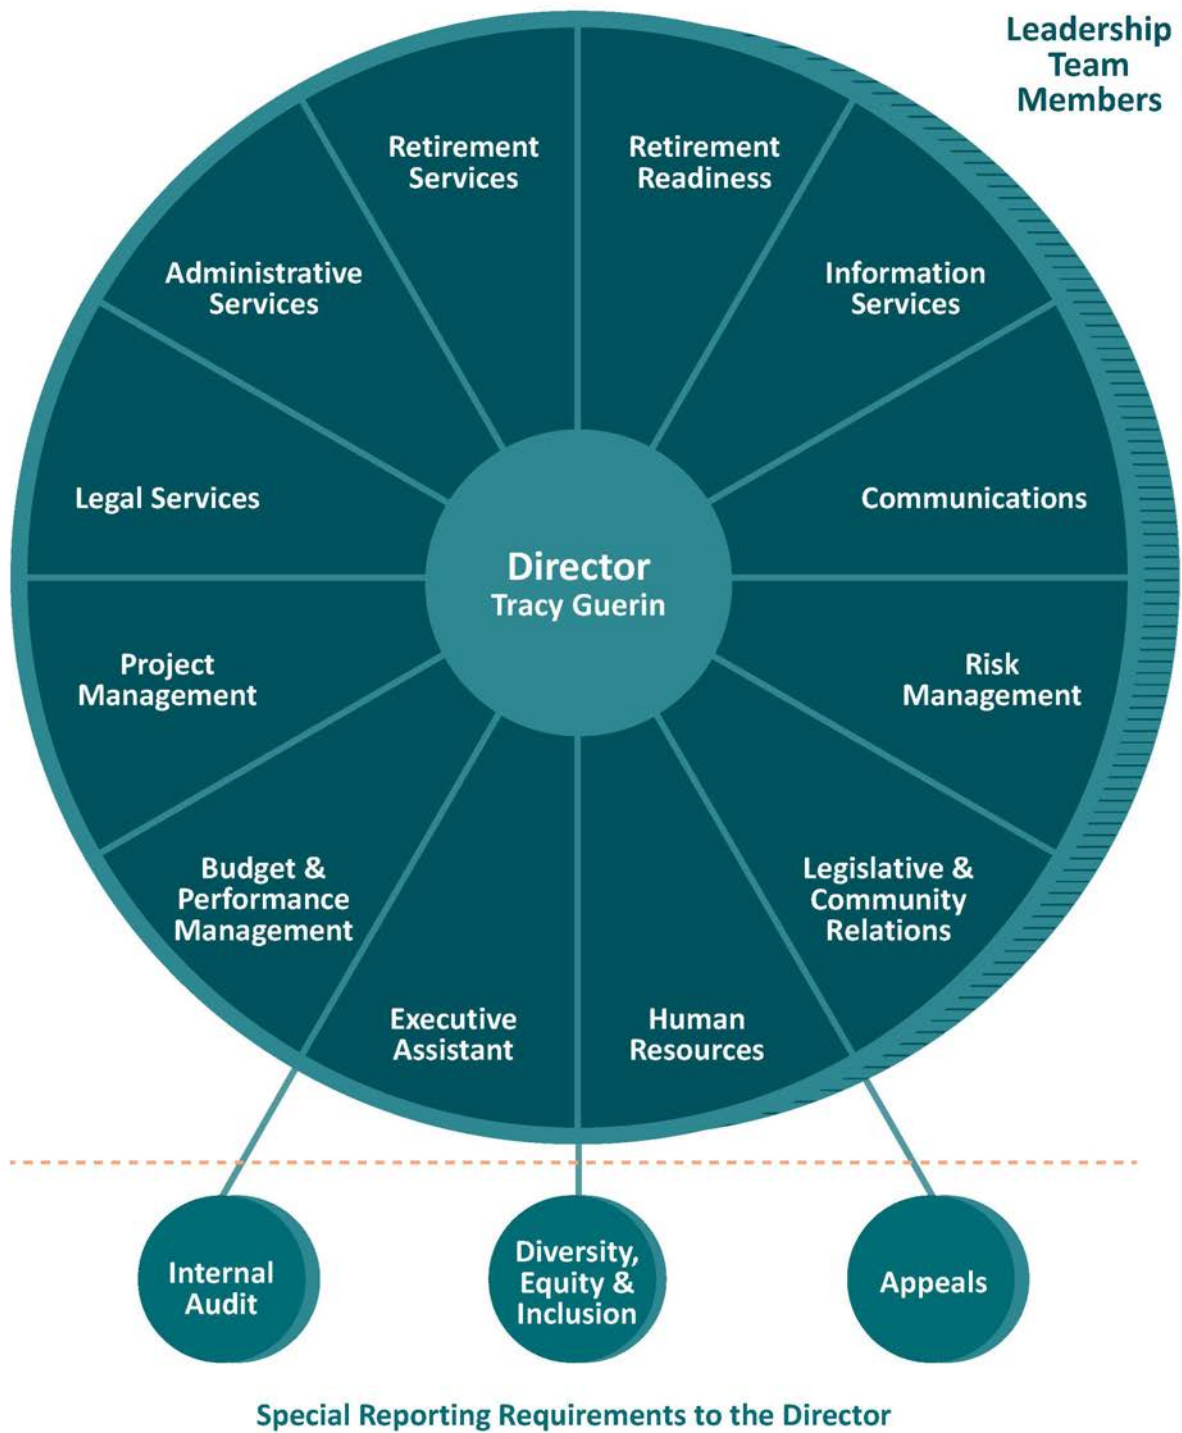 Leadership
Team
Members
Retirement
Services
Retirement
Readiness
Administrative
Services
Information
Services
Legal Services
Communications
Director
Tracy Guerin
Project
Management
Risk
Management
Budget &
Performance
Management
Legislative &
Community
Relations
Executive
Assistant
Human
Resources
Internal
Audit
Diversity,
Equity &
Inclusion
Appeals
Special Reporting Requirements to the Director